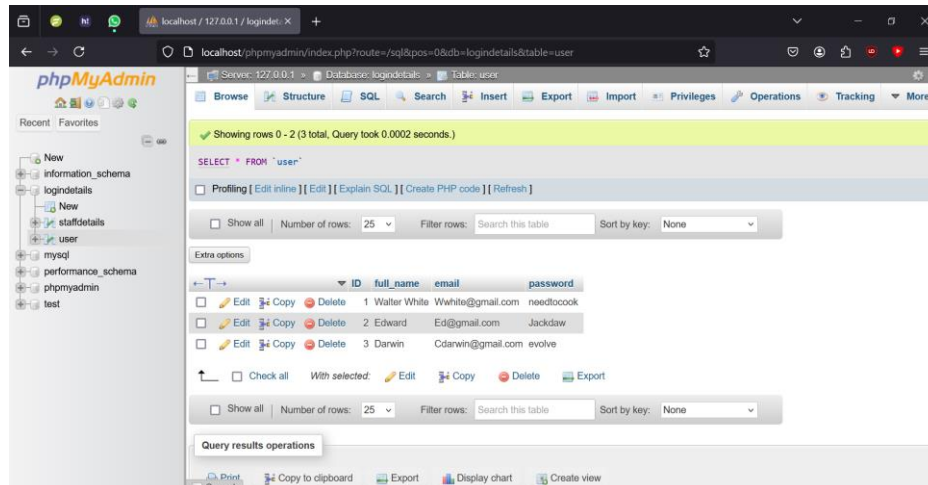 hi
localhost / 127.0.0.1 / logindeta
localhost/phpmyadmin/index.php?route=/sql&pos=0&db=logindetails&table=user
phpMyAdmin
Recent Favorites
New
information_schema
logindetails
New
staffdetails
user
mysql
performance_schema
phpmyadmin
test
Server: 127.0.0.1 » Database: logindetails » Table: user
Browse Structure SQL Search Insert Export Import Privileges Operations Tracking More
Showing rows 0 - 2 (3 total, Query took 0.0002 seconds.)
SELECT * FROM `user`
Profiling [ Edit inline ] [ Edit ] [ Explain SQL ] [ Create PHP code ] [ Refresh ]
Show all | Number of rows: 25 Filter rows: Search this table Sort by key: None
Extra options
←T→ ID full_name email password
Edit Copy Delete 1 Walter White Wwhite@gmail.com needtocook
Edit Copy Delete 2 Edward Ed@gmail.com Jackdaw
Edit Copy Delete 3 Darwin Cdarwin@gmail.com evolve
Check all With selected: Edit Copy Delete Export
Show all | Number of rows: 25 Filter rows: Search this table Sort by key: None
Query results operations
Print Copy to clipboard Export Display chart Create view